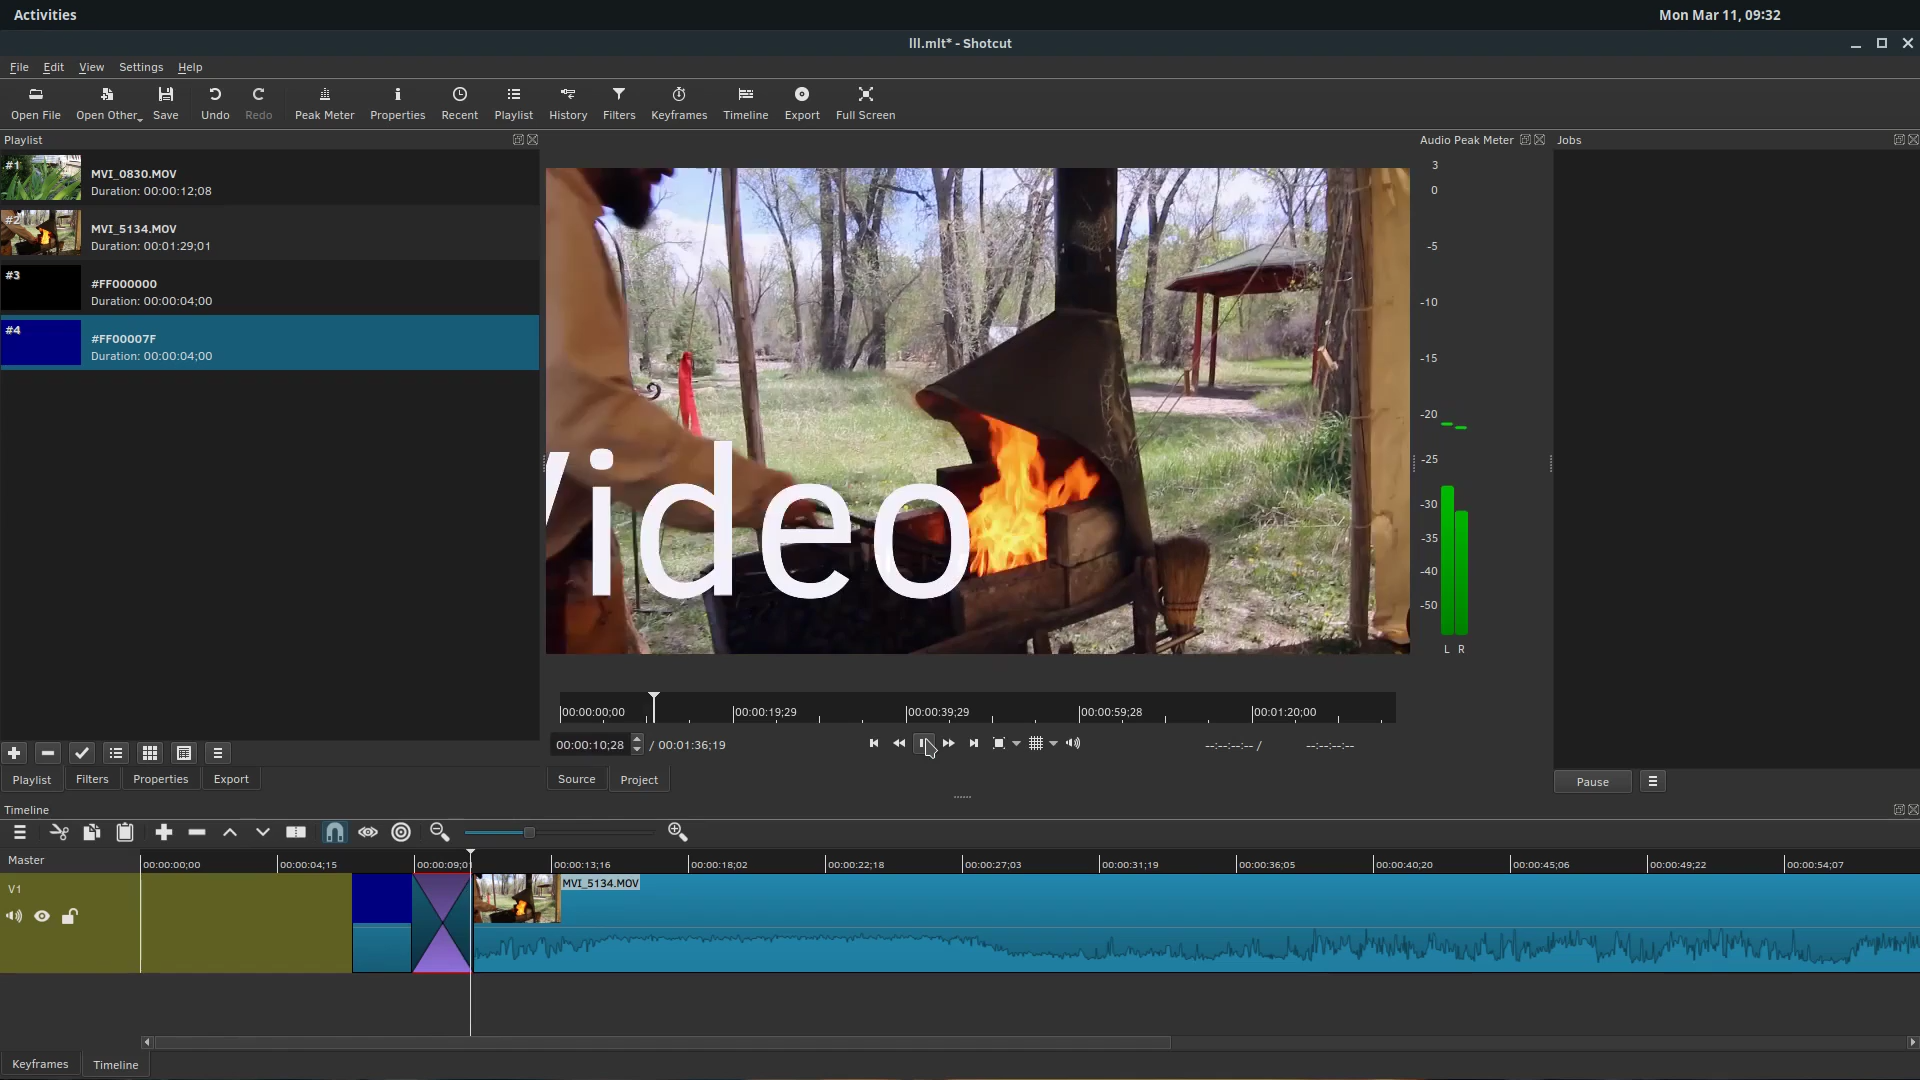 Activities
Mon Mar 11, 09:32
lll.mlt* - Shotcut
File Edit View Settings Help
Open File Open Other Save Undo Redo Peak Meter Properties Recent Playlist History Filters Keyframes Timeline Export Full Screen
Playlist
Audio Peak Meter
Jobs
#1
MVI_0830.MOV
Duration: 00:00:12;08
#2
MVI_5134.MOV
Duration: 00:01:29;01
#3
#FF000000
Duration: 00:00:04;00
#4
#FF00007F
Duration: 00:00:04;00
Video
3
0
-5
-10
-15
-20
-25
-30
-35
-40
-50
L R
00:00:00;00 00:00:19;29 00:00:39;29 00:00:59;28 00:01:20;00
00:00:10;28 / 00:01:36;19
--:--:--:-- / --:--:--:--
Playlist Filters Properties Export
Source Project
Pause
Timeline
Master
00:00:00;00 00:00:04;15 00:00:09;01 00:00:13;16 00:00:18;02 00:00:22;18 00:00:27;03 00:00:31;19 00:00:36;05 00:00:40;20 00:00:45;06 00:00:49;22 00:00:54;07
V1
MVI_5134.MOV
Keyframes Timeline